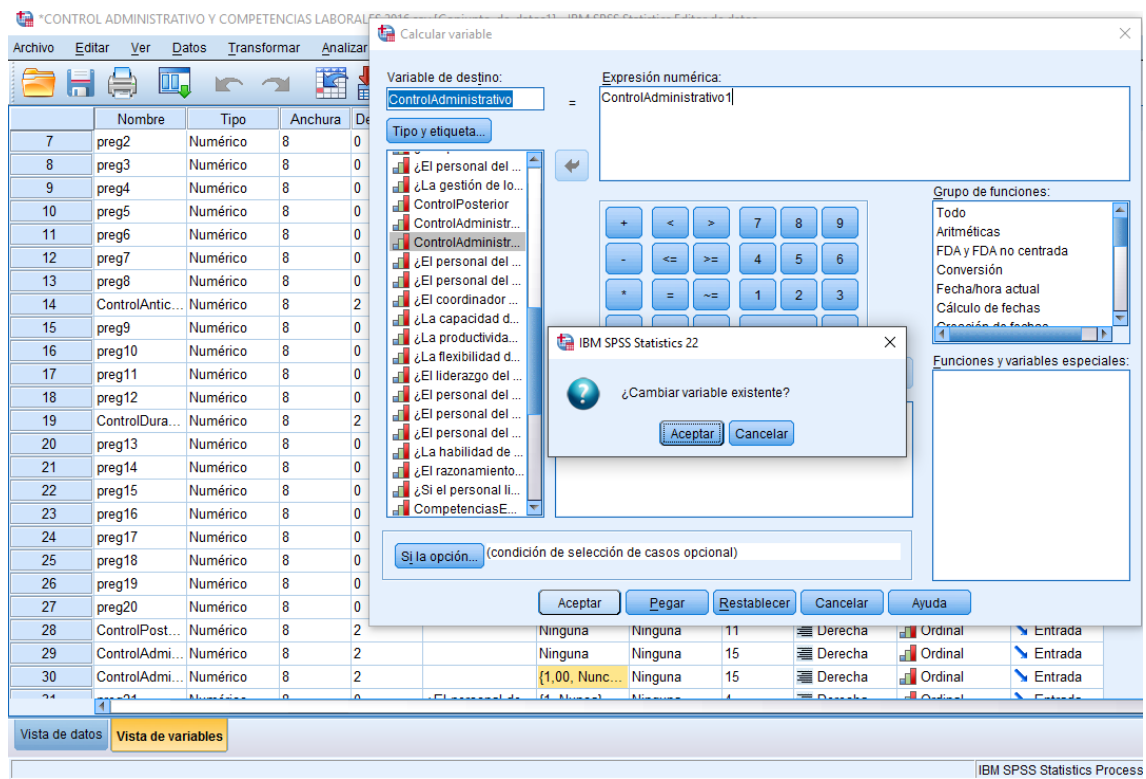 *CONTROL ADMINISTRATIVO Y COMPETENCIAS LABORALES 2016.sav [Conjunto_de_datos1] - IBM SPSS Statistics Editor de datos
Archivo Editar Ver Datos Transformar Analizar
Nombre Tipo Anchura De
7 preg2 Numérico 8 0
8 preg3 Numérico 8 0
9 preg4 Numérico 8 0
10 preg5 Numérico 8 0
11 preg6 Numérico 8 0
12 preg7 Numérico 8 0
13 preg8 Numérico 8 0
14 ControlAntic... Numérico 8 2
15 preg9 Numérico 8 0
16 preg10 Numérico 8 0
17 preg11 Numérico 8 0
18 preg12 Numérico 8 0
19 ControlDura... Numérico 8 2
20 preg13 Numérico 8 0
21 preg14 Numérico 8 0
22 preg15 Numérico 8 0
23 preg16 Numérico 8 0
24 preg17 Numérico 8 0
25 preg18 Numérico 8 0
26 preg19 Numérico 8 0
27 preg20 Numérico 8 0
28 ControlPost... Numérico 8 2 Ninguna Ninguna 11 Derecha Ordinal Entrada
29 ControlAdmi... Numérico 8 2 Ninguna Ninguna 15 Derecha Ordinal Entrada
30 ControlAdmi... Numérico 8 2 {1,00, Nunc... Ninguna 15 Derecha Ordinal Entrada
Calcular variable
Variable de destino:
ControlAdministrativo
=
Expresión numérica:
ControlAdministrativo1
Tipo y etiqueta...
¿El personal del ...
¿La gestión de lo...
ControlPosterior
ControlAdministr...
ControlAdministr...
¿El personal del ...
¿El personal del ...
¿El coordinador ...
¿La capacidad d...
¿La productivida...
¿La flexibilidad d...
¿El liderazgo del ...
¿El personal del ...
¿El personal del ...
¿El personal del ...
¿La habilidad de ...
¿El razonamiento...
¿Si el personal li...
CompetenciasE...
+ < > 7 8 9
- <= >= 4 5 6
* = ~= 1 2 3
Grupo de funciones:
Todo
Aritméticas
FDA y FDA no centrada
Conversión
Fecha/hora actual
Cálculo de fechas
Creación de fechas
Funciones y variables especiales:
IBM SPSS Statistics 22
¿Cambiar variable existente?
Aceptar Cancelar
Si la opción... (condición de selección de casos opcional)
Aceptar Pegar Restablecer Cancelar Ayuda
Vista de datos Vista de variables
IBM SPSS Statistics Process